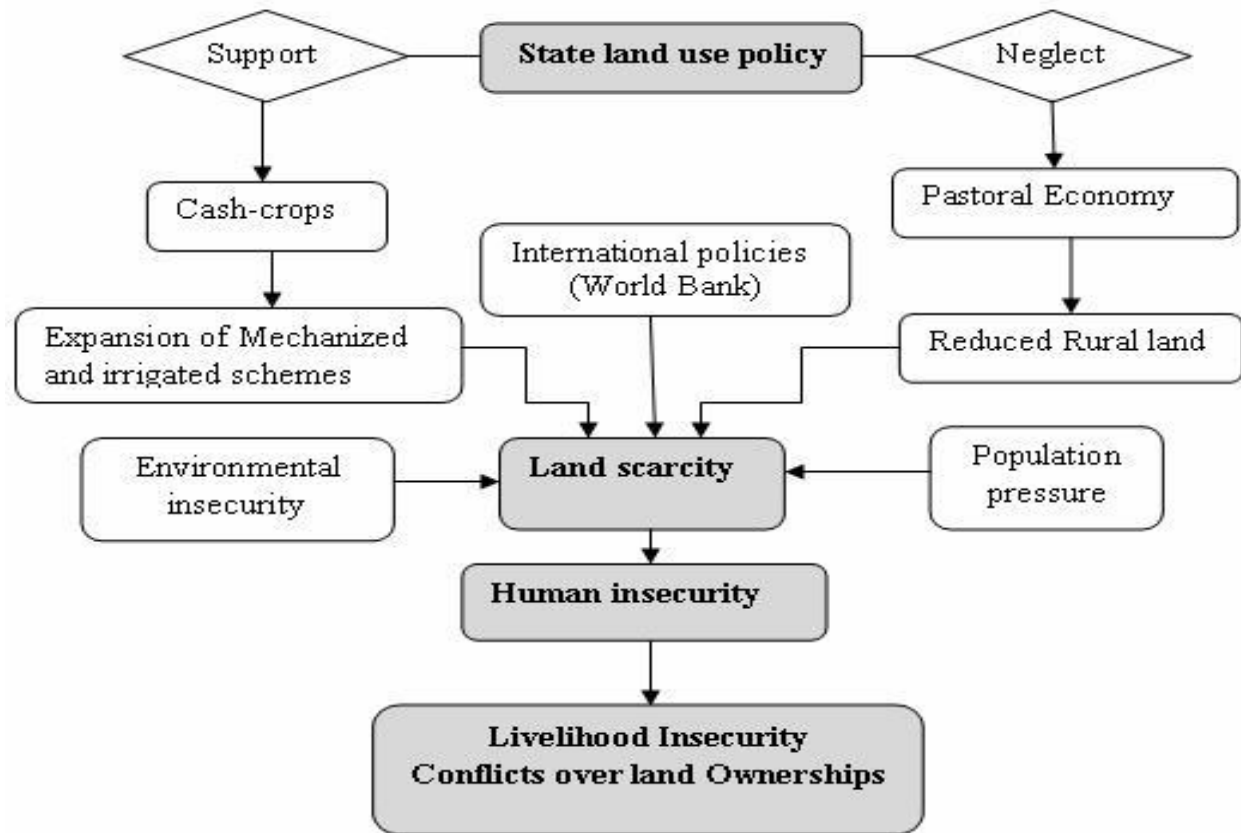 Support
State land use policy
Neglect
Cash-crops
Pastoral Economy
International policies
(World Bank)
Expansion of Mechanized
and irrigated schemes
Reduced Rural land
Environmental
insecurity
Land scarcity
Population
pressure
Human insecurity
Livelihood Insecurity
Conflicts over land Ownerships